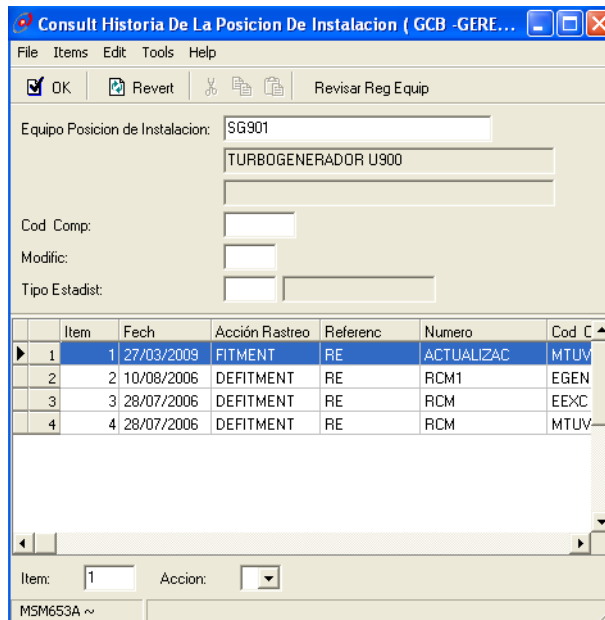 Consult Historia De La Posicion De Instalacion ( GCB -GERE...
File Items Edit Tools Help
OK Revert Revisar Reg Equip
Equipo Posicion de Instalacion: SG901
TURBOGENERADOR U900
Cod Comp:
Modific:
Tipo Estadist:
Item Fech Acción Rastreo Referenc Numero Cod C
1 1 27/03/2009 FITMENT RE ACTUALIZAC MTUV
2 2 10/08/2006 DEFITMENT RE RCM1 EGEN
3 3 28/07/2006 DEFITMENT RE RCM EEXC
4 4 28/07/2006 DEFITMENT RE RCM MTUV
Item: 1 Accion:
MSM653A ~